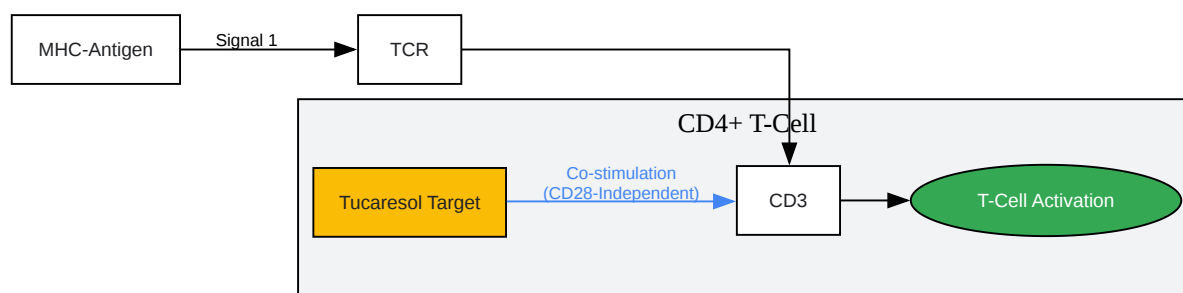 MHC-Antigen
Signal 1
TCR
CD4+ T-Cell
Tucaresol Target
Co-stimulation
(CD28-Independent)
CD3
T-Cell Activation